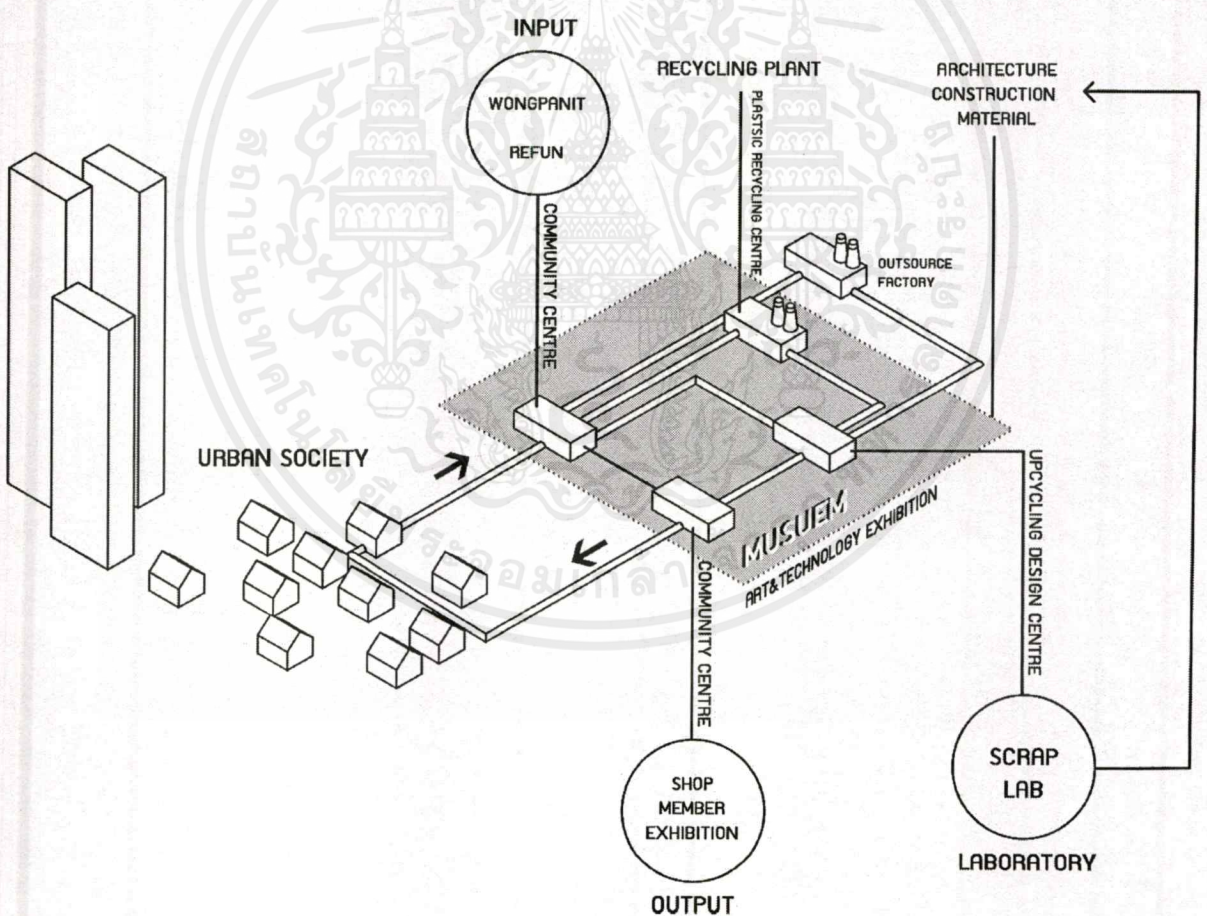 INPUT
WONGPANIT
REFUN
COMMUNITY CENTRE
RECYCLING PLANT
PLASTSIC RECYCLING CENTRE
ARCHITECTURE
CONSTRUCTION
MATERIAL
OUTSOURCE
FACTORY
URBAN SOCIETY
MUSUEM
ART&TECHNOLOGY EXHIBITION
UPCYCLING DESIGN CENTRE
COMMUNITY CENTRE
SHOP
MEMBER
EXHIBITION
OUTPUT
SCRAP
LAB
LABORATORY